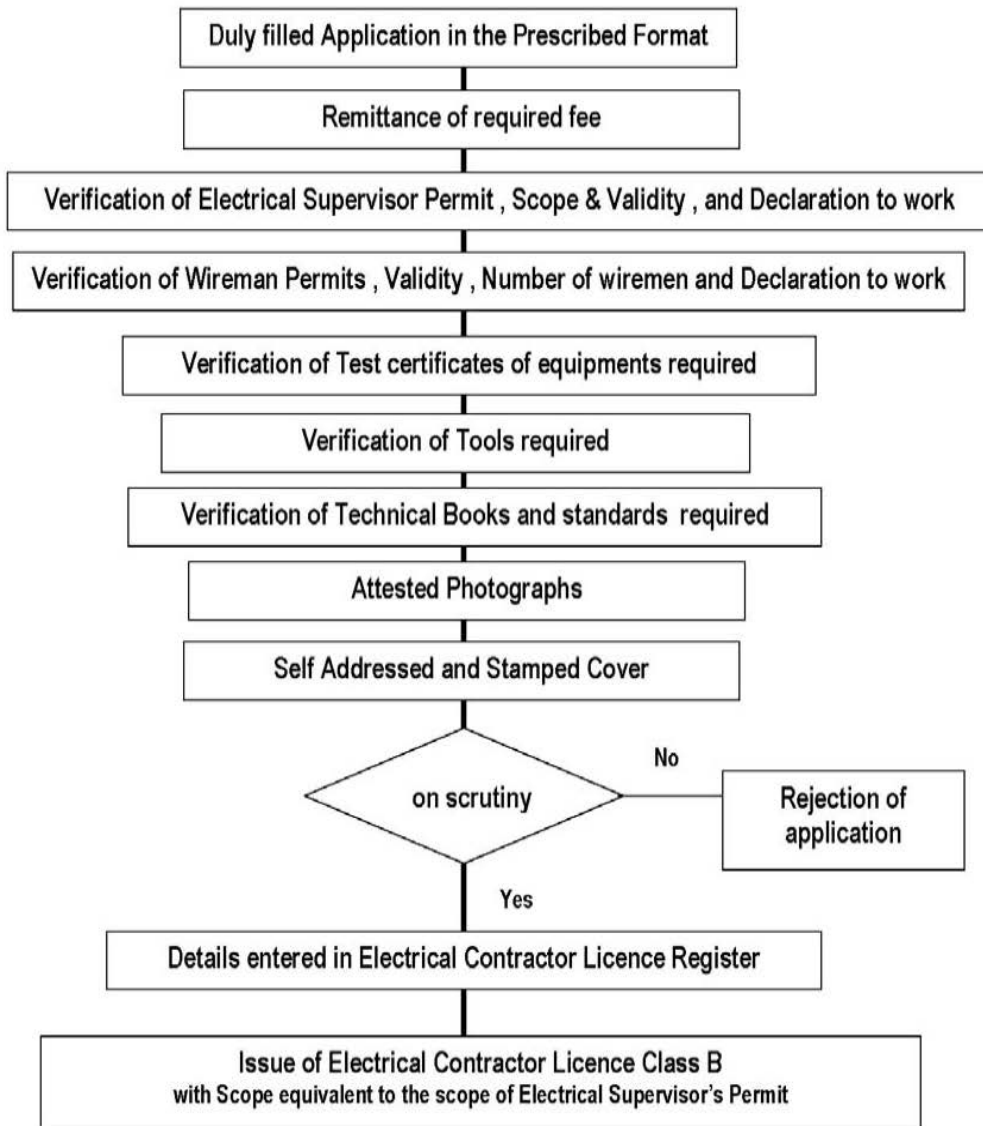 Duly filled Application in the Prescribed Format
Remittance of required fee
Verification of Electrical Supervisor Permit , Scope & Validity , and Declaration to work
Verification of Wireman Permits , Validity , Number of wiremen and Declaration to work
Verification of Test certificates of equipments required
Verification of Tools required
Verification of Technical Books and standards required
Attested Photographs
Self Addressed and Stamped Cover
No
on scrutiny
Rejection of
application
Yes
Details entered in Electrical Contractor Licence Register
Issue of Electrical Contractor Licence Class B
with Scope equivalent to the scope of Electrical Supervisor's Permit